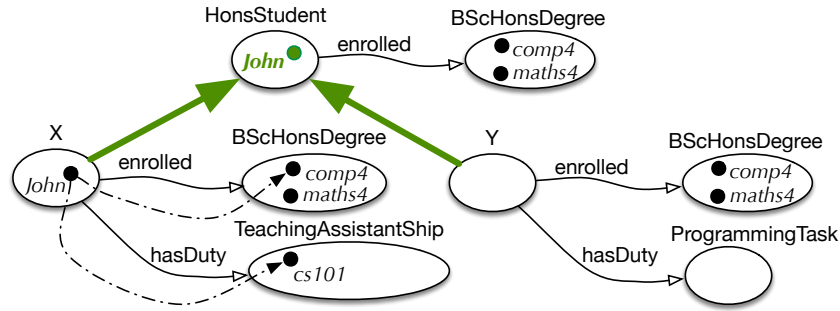 HonsStudent
BScHonsDegree
John
enrolled
comp4
maths4
X
BScHonsDegree
Y
BScHonsDegree
John
enrolled
comp4
maths4
enrolled
comp4
maths4
hasDuty
TeachingAssistantShip
cs101
hasDuty
ProgrammingTask